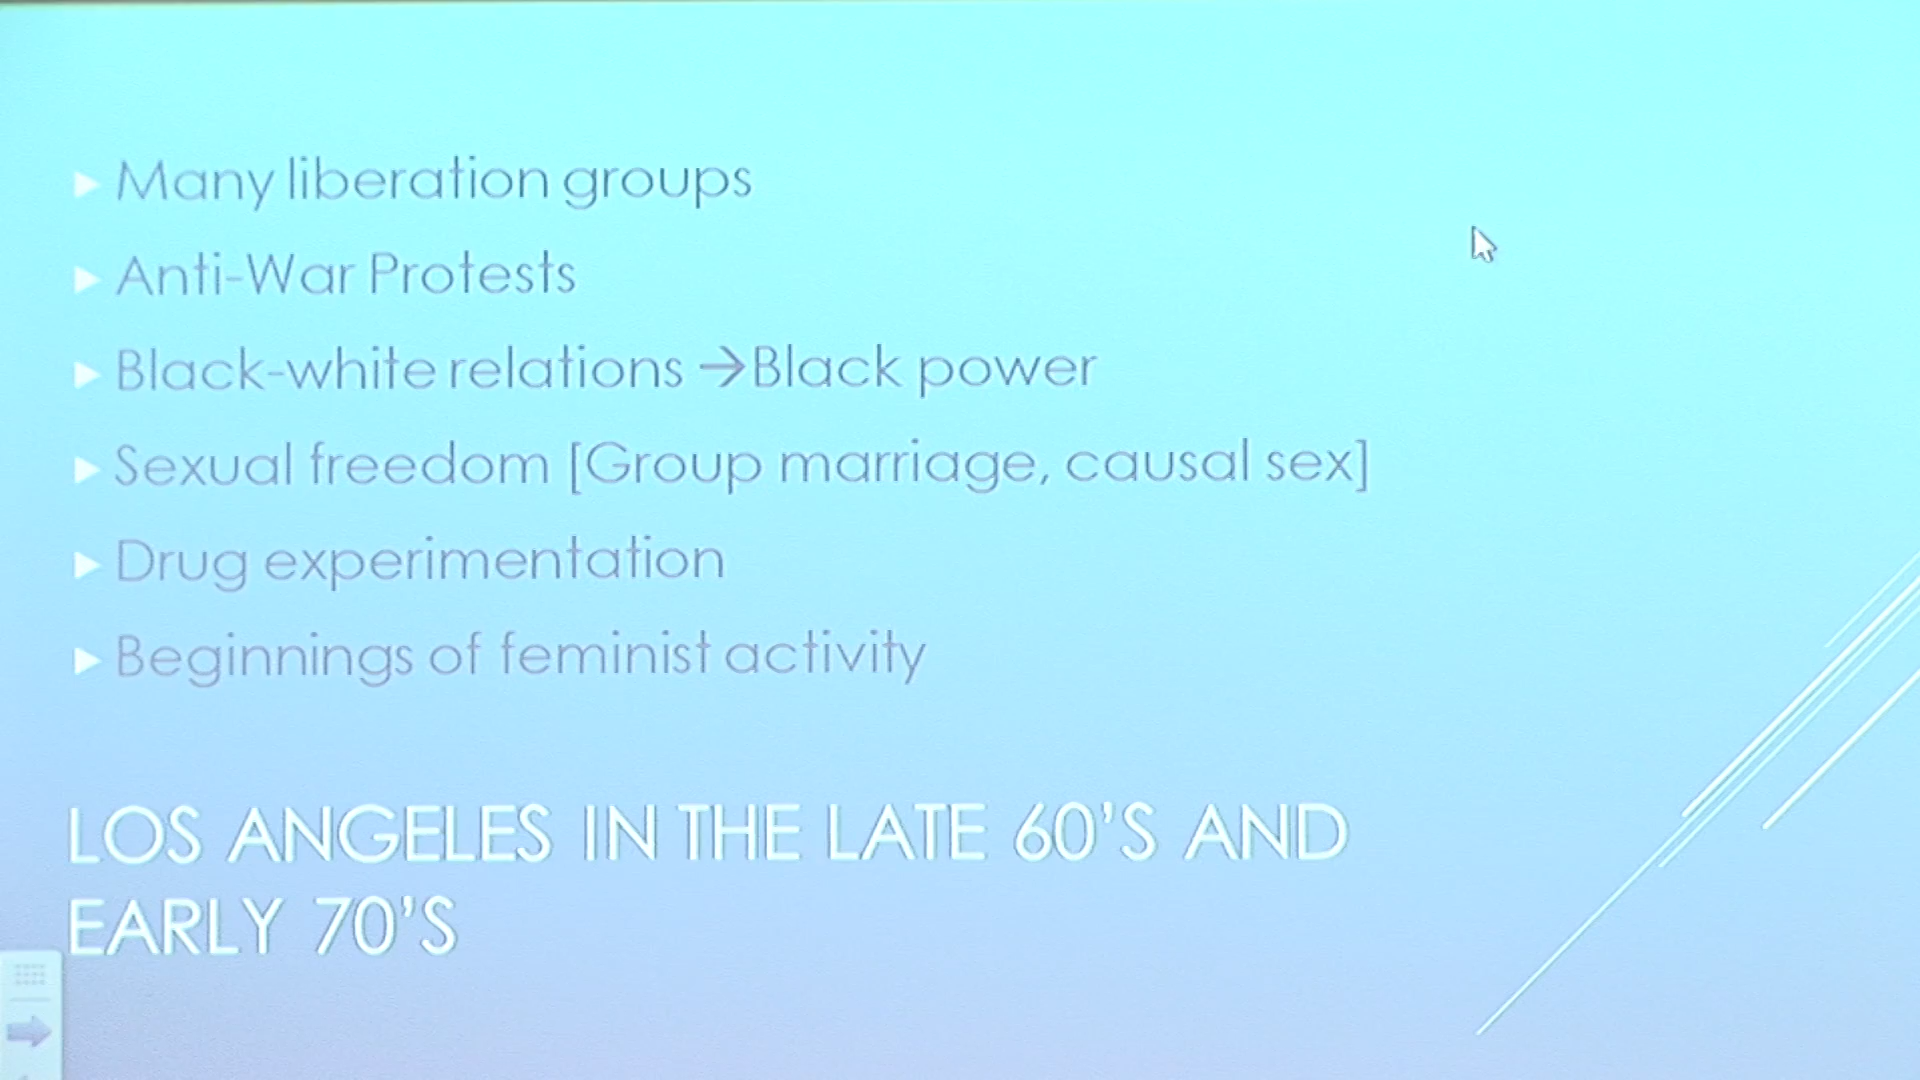 Many liberation groups
Anti-War Protests
Black-white relations →Black power
Sexual freedom [Group marriage, causal sex]
Drug experimentation
Beginnings of feminist activity
LOS ANGELES IN THE LATE 60'S AND
EARLY 70'S